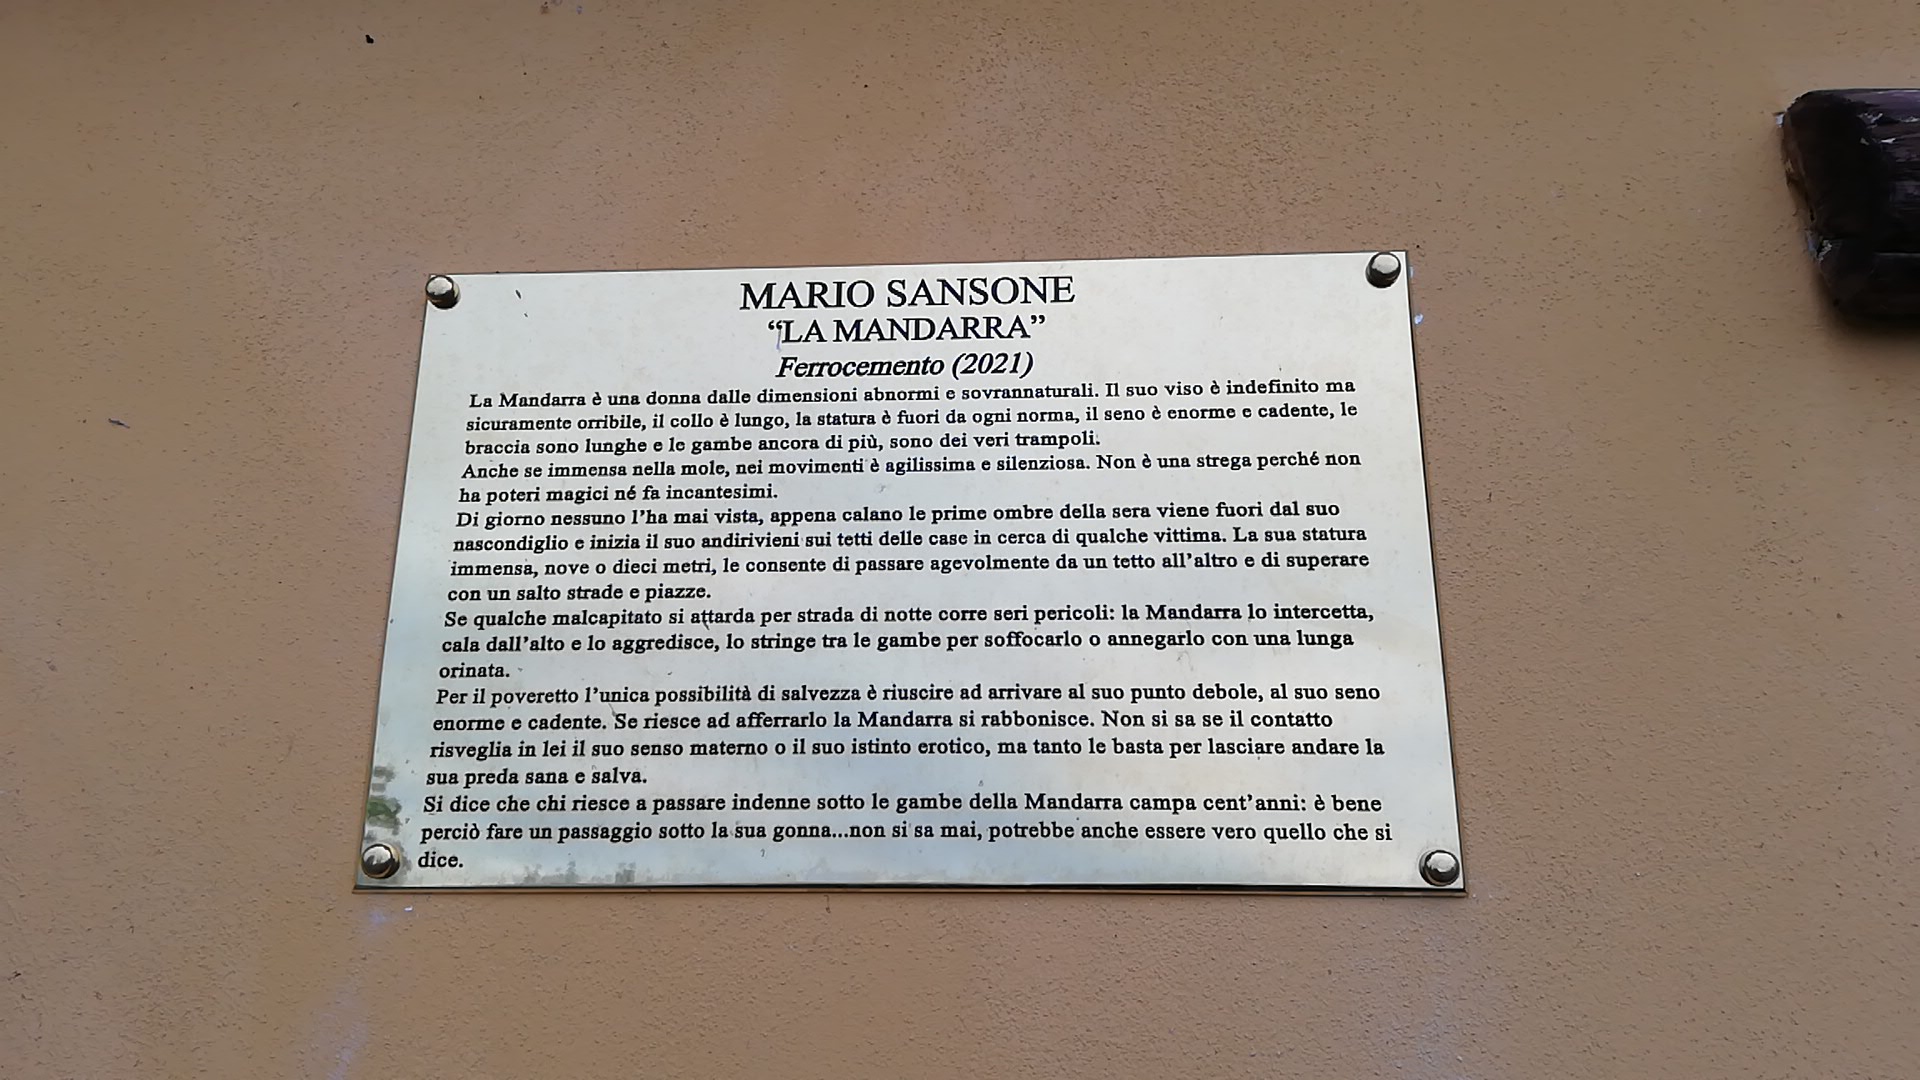 MARIO SANSONE
“LA MANDARRA”
Ferrocemento (2021)
La Mandarra è una donna dalle dimensioni abnormi e sovrannaturali. Il suo viso è indefinito ma
sicuramente orribile, il collo è lungo, la statura è fuori da ogni norma, il seno è enorme e cadente, le
braccia sono lunghe e le gambe ancora di più, sono dei veri trampoli.
Anche se immensa nella mole, nei movimenti è agilissima e silenziosa. Non è una strega perché non
ha poteri magici né fa incantesimi.
Di giorno nessuno l’ha mai vista, appena calano le prime ombre della sera viene fuori dal suo
nascondiglio e inizia il suo andirivieni sui tetti delle case in cerca di qualche vittima. La sua statura
immensa, nove o dieci metri, le consente di passare agevolmente da un tetto all’altro e di superare
con un salto strade e piazze.
Se qualche malcapitato si attarda per strada di notte corre seri pericoli: la Mandarra lo intercetta,
cala dall’alto e lo aggredisce, lo stringe tra le gambe per soffocarlo o annegarlo con una lunga
orinata.
Per il poveretto l’unica possibilità di salvezza è riuscire ad arrivare al suo punto debole, al suo seno
enorme e cadente. Se riesce ad afferrarlo la Mandarra si rabbonisce. Non si sa se il contatto
risveglia in lei il suo senso materno o il suo istinto erotico, ma tanto le basta per lasciare andare la
sua preda sana e salva.
Si dice che chi riesce a passare indenne sotto le gambe della Mandarra campa cent’anni: è bene
perciò fare un passaggio sotto la sua gonna...non si sa mai, potrebbe anche essere vero quello che si
dice.